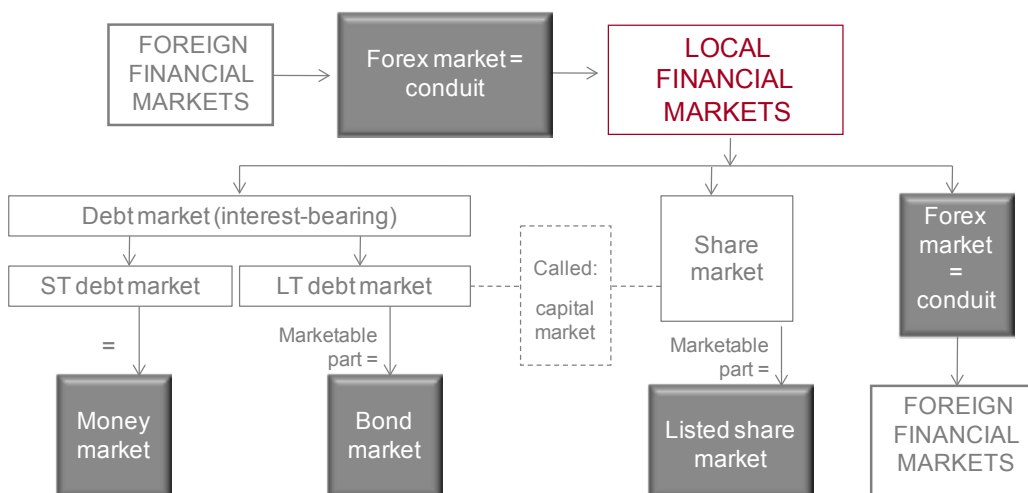 FOREIGN
FINANCIAL
MARKETS
Forex market =
conduit
LOCAL
FINANCIAL
MARKETS
Debt market (interest-bearing)
ST debt market
LT debt market
Called:
capital
market
Share
market
Forex
market
=
conduit
=
Marketable
part =
Marketable
part =
Money
market
Bond
market
Listed share
market
FOREIGN
FINANCIAL
MARKETS